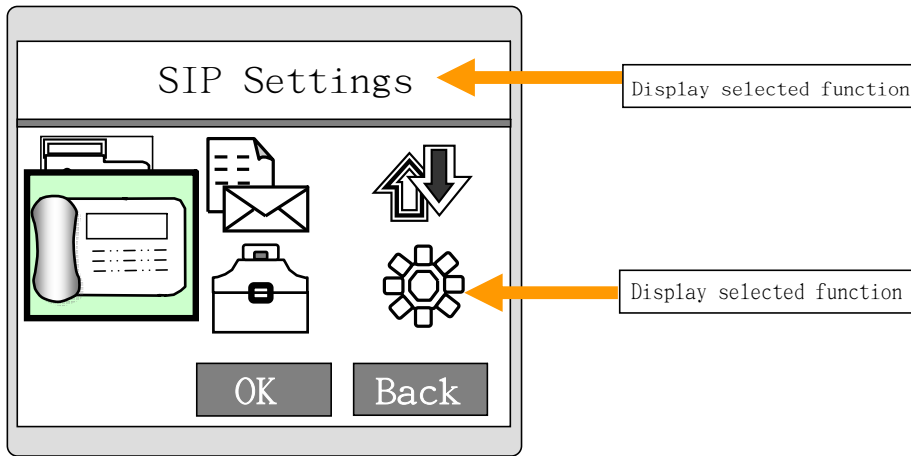 SIP Settings
Display selected function
Display selected function
OK
Back